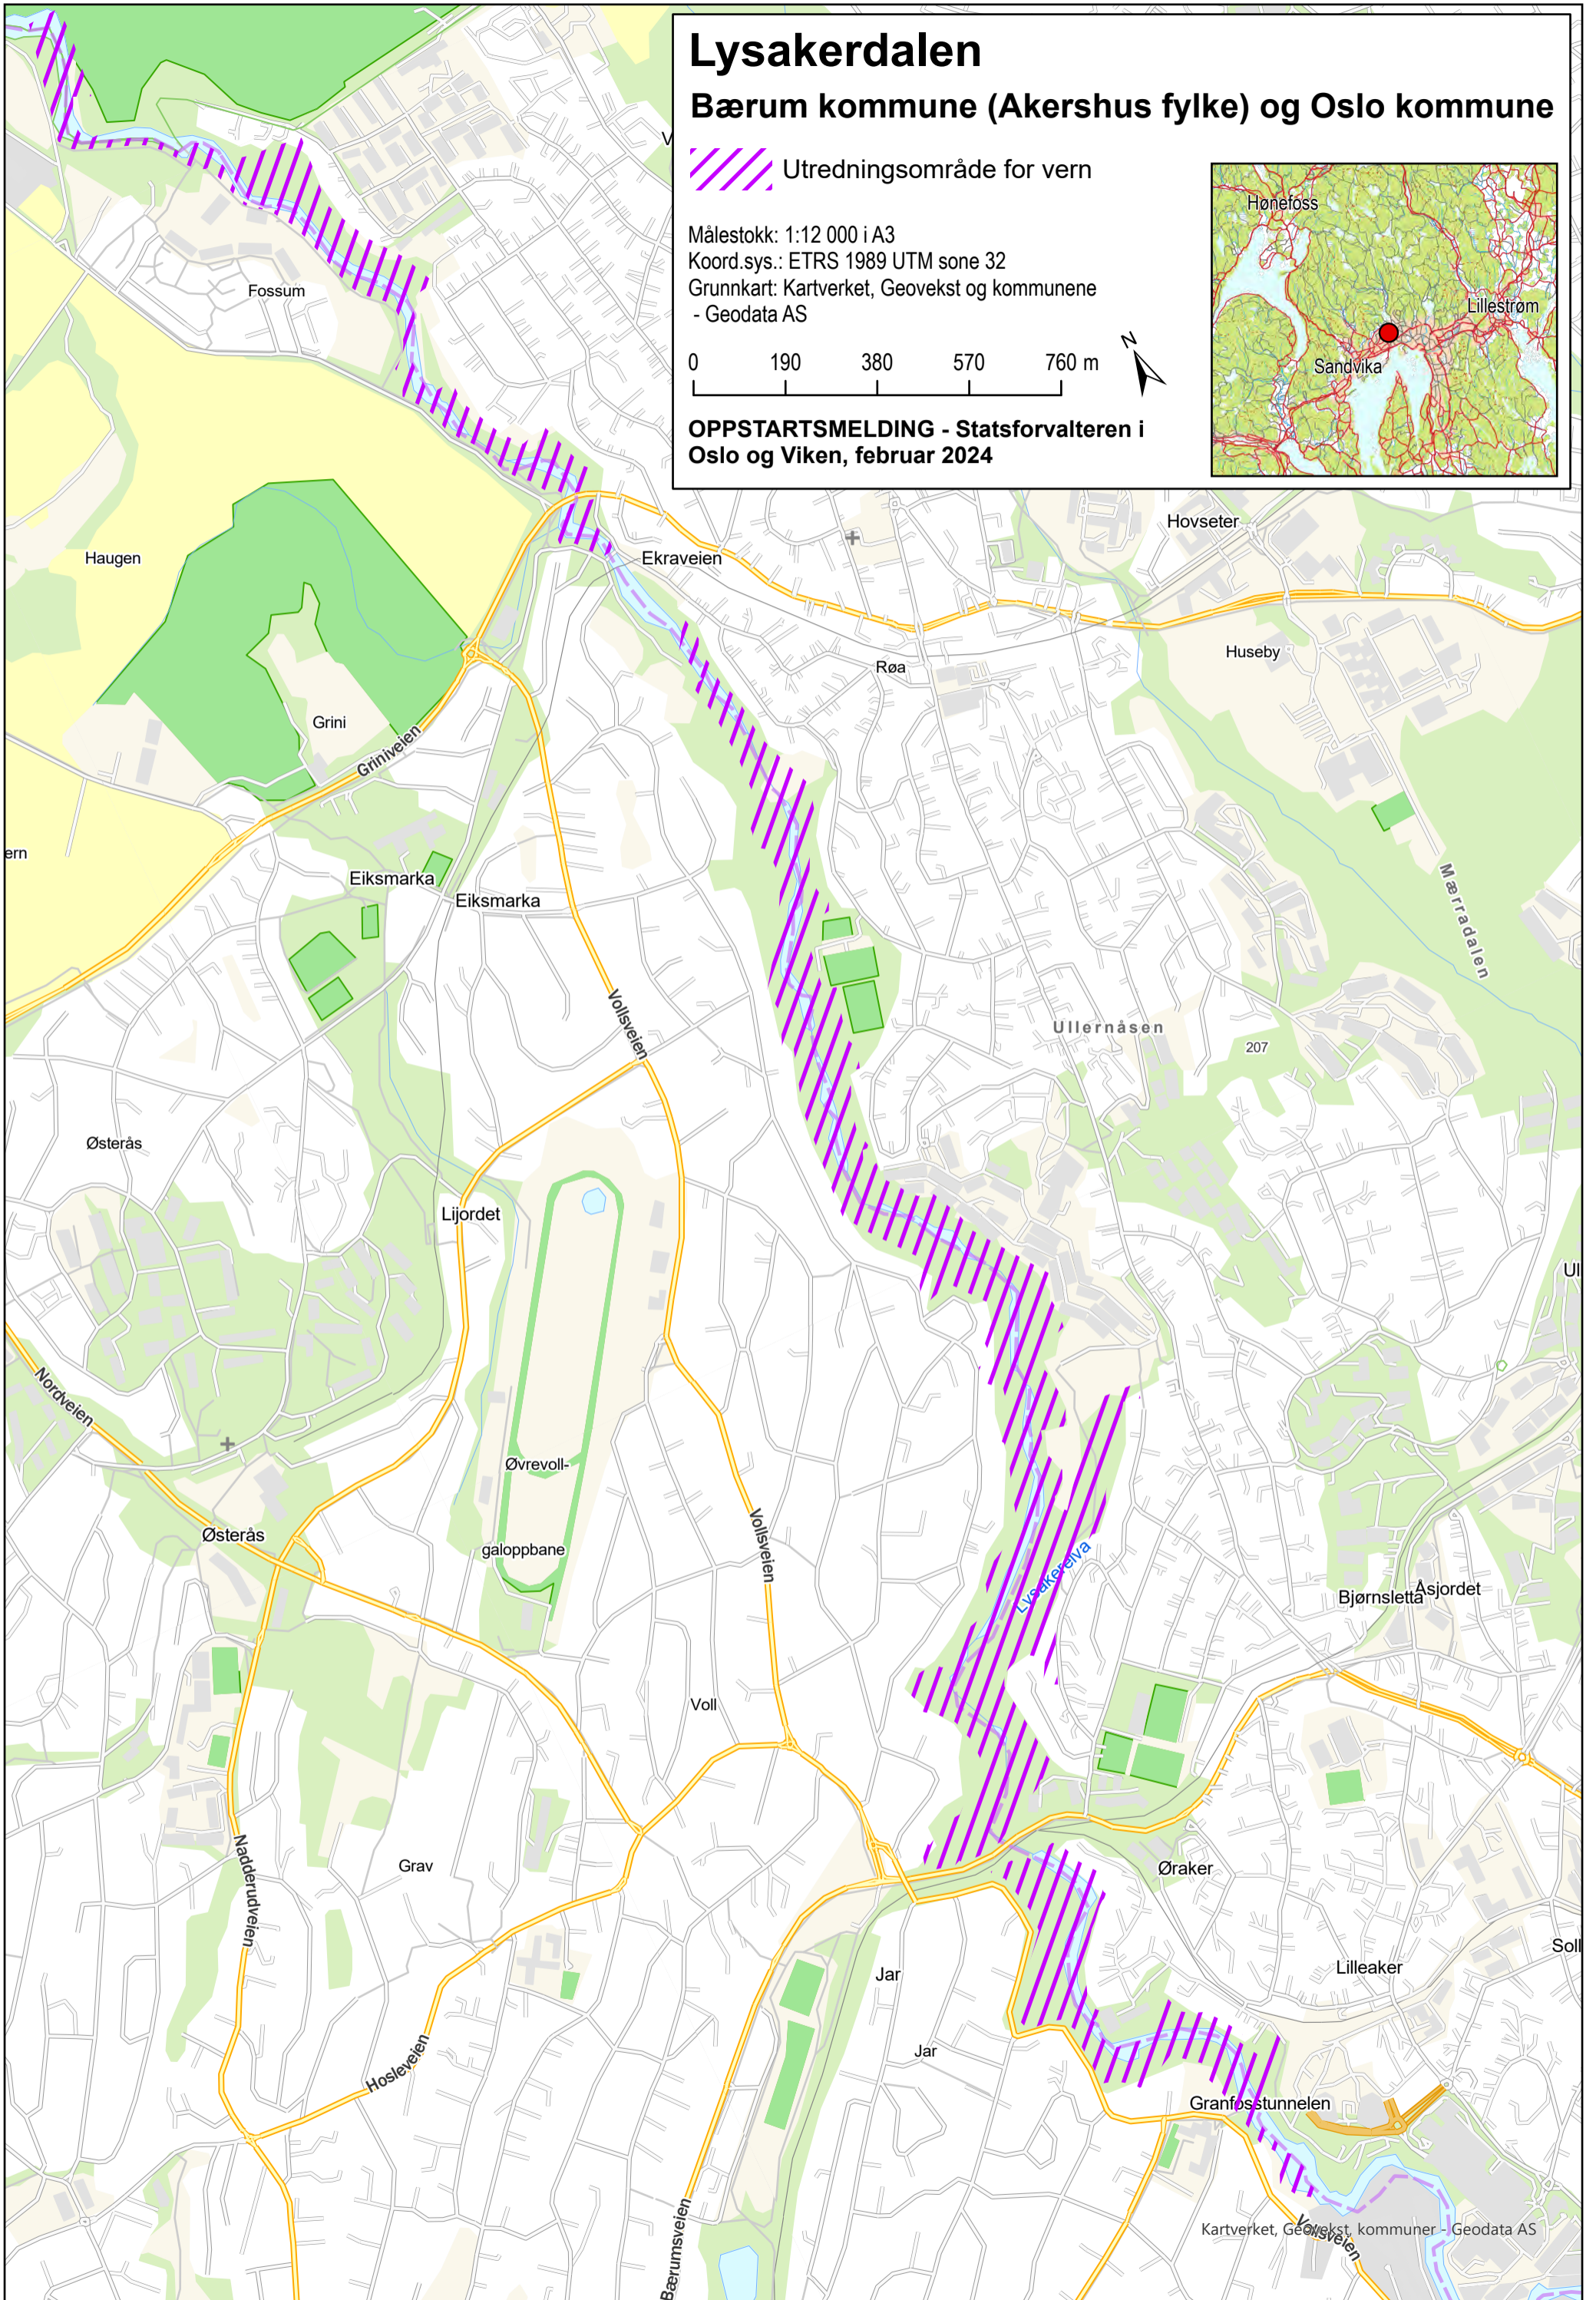 Lysakerdalen
Bærum kommune (Akershus fylke) og Oslo kommune
Utredningsområde for vern
Målestokk: 1:12 000 i A3
Koord.sys.: ETRS 1989 UTM sone 32
Grunnkart: Kartverket, Geovekst og kommunene
- Geodata AS
0 190 380 570 760 m
N
OPPSTARTSMELDING - Statsforvalteren i
Oslo og Viken, februar 2024
Hønefoss
Lillestrøm
Sandvika
V
Fossum
Haugen
Ekraveien
Hovseter
Huseby
Røa
Grini
Griniveien
ern
Eiksmarka
Eiksmarka
Mærradalen
Vollsveien
Ullernåsen
207
Østerås
Lijordet
Ul
Nordveien
Øvrevoll-
galoppbane
Østerås
Vollsveien
Lysakerelva
Bjørnsletta
Åsjordet
Voll
Nadderudveien
Grav
Øraker
Soll
Lilleaker
Jar
Jar
Hosleveien
Granfosstunnelen
Bærumsveien
Vollsveien
Kartverket, Geovekst, kommuner - Geodata AS